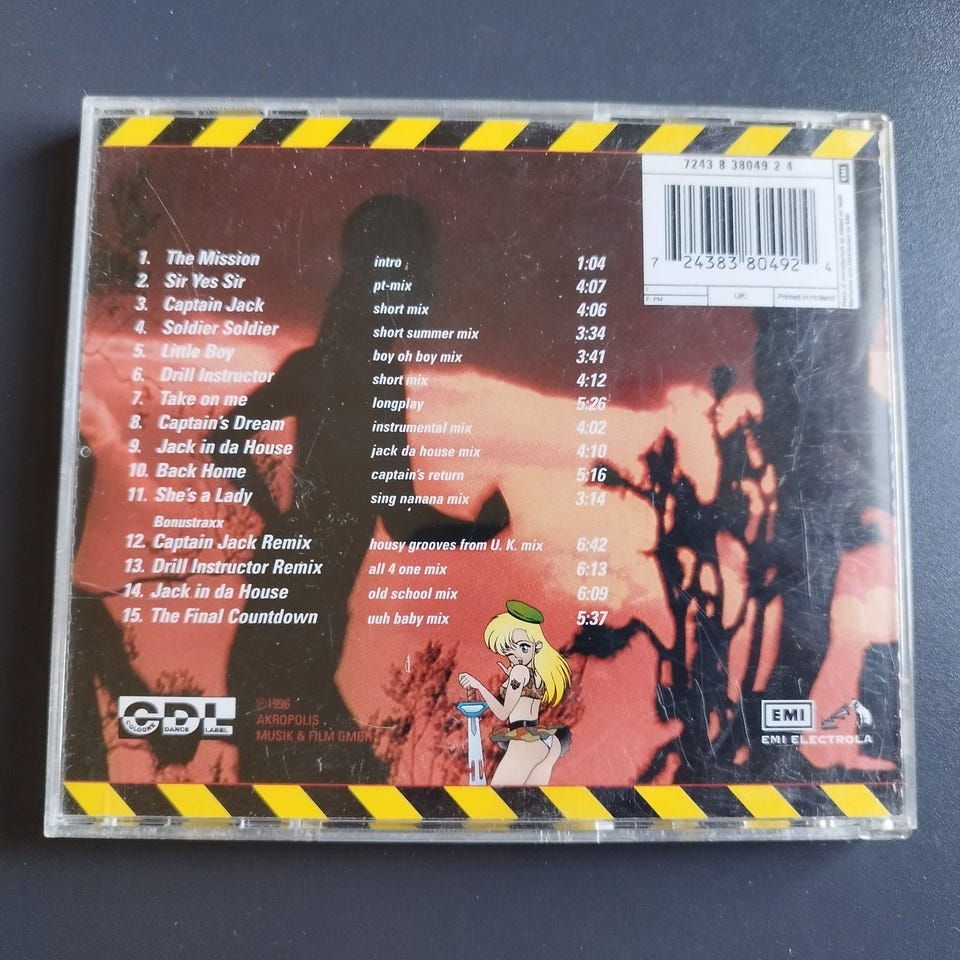 7243 8 38049 2 4
EMI
7 24383 80492 4
F: PM
UK:
Printed in Holland
1. The Mission intro 1:04
2. Sir Yes Sir pt-mix 4:07
3. Captain Jack short mix 4:06
4. Soldier Soldier short summer mix 3:34
5. Little Boy boy oh boy mix 3:41
6. Drill Instructor short mix 4:12
7. Take on me longplay 5:26
8. Captain's Dream instrumental mix 4:02
9. Jack in da House jack da house mix 4:10
10. Back Home captain's return 5:16
11. She's a Lady sing nanana mix 3:14
Bonustraxx
12. Captain Jack Remix housy grooves from U. K. mix 6:42
13. Drill Instructor Remix all 4 one mix 6:13
14. Jack in da House old school mix 6:09
15. The Final Countdown uuh baby mix 5:37
CDL
COLOGNE DANCE LABEL
℗1996
AKROPOLIS
MUSIK & FILM GMBH
EMI
EMI ELECTROLA